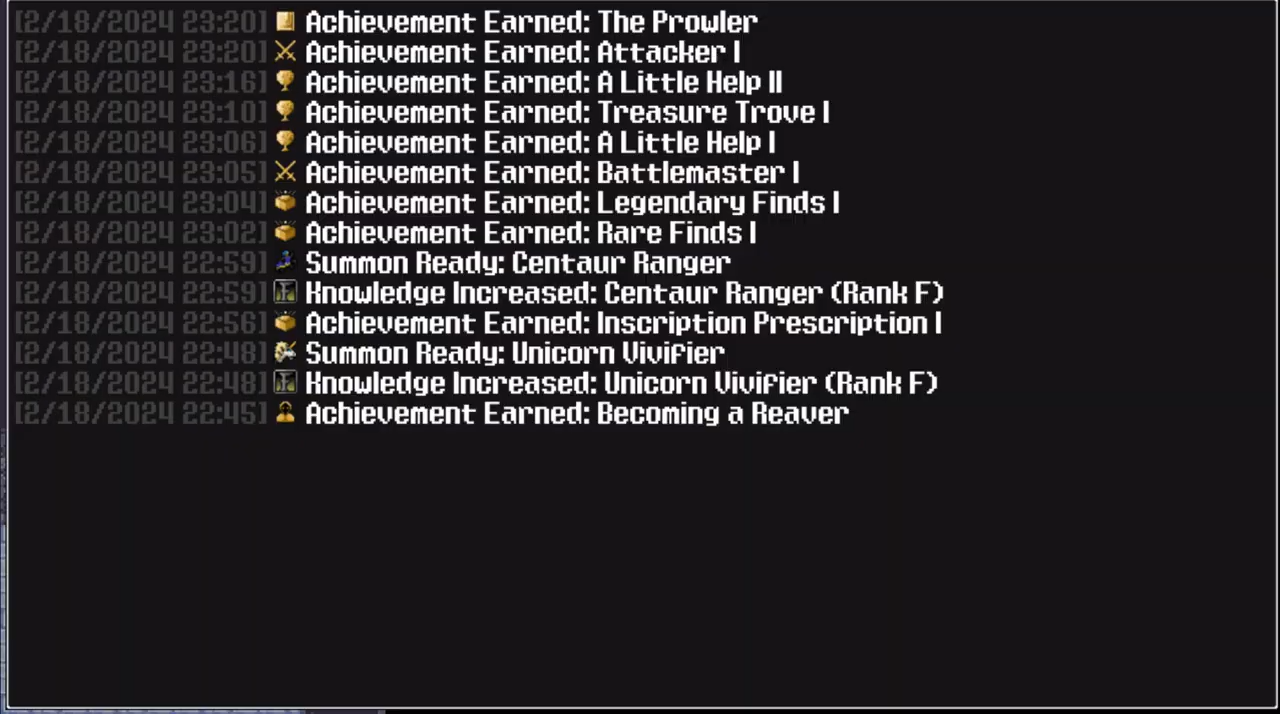 [2/18/2024 23:20] Achievement Earned: The Prowler
[2/18/2024 23:20] Achievement Earned: Attacker I
[2/18/2024 23:16] Achievement Earned: A Little Help II
[2/18/2024 23:10] Achievement Earned: Treasure Trove I
[2/18/2024 23:06] Achievement Earned: A Little Help I
[2/18/2024 23:05] Achievement Earned: Battlemaster I
[2/18/2024 23:04] Achievement Earned: Legendary Finds I
[2/18/2024 23:02] Achievement Earned: Rare Finds I
[2/18/2024 22:59] Summon Ready: Centaur Ranger
[2/18/2024 22:59] Knowledge Increased: Centaur Ranger (Rank F)
[2/18/2024 22:56] Achievement Earned: Inscription Prescription I
[2/18/2024 22:48] Summon Ready: Unicorn Vivifier
[2/18/2024 22:48] Knowledge Increased: Unicorn Vivifier (Rank F)
[2/18/2024 22:45] Achievement Earned: Becoming a Reaver